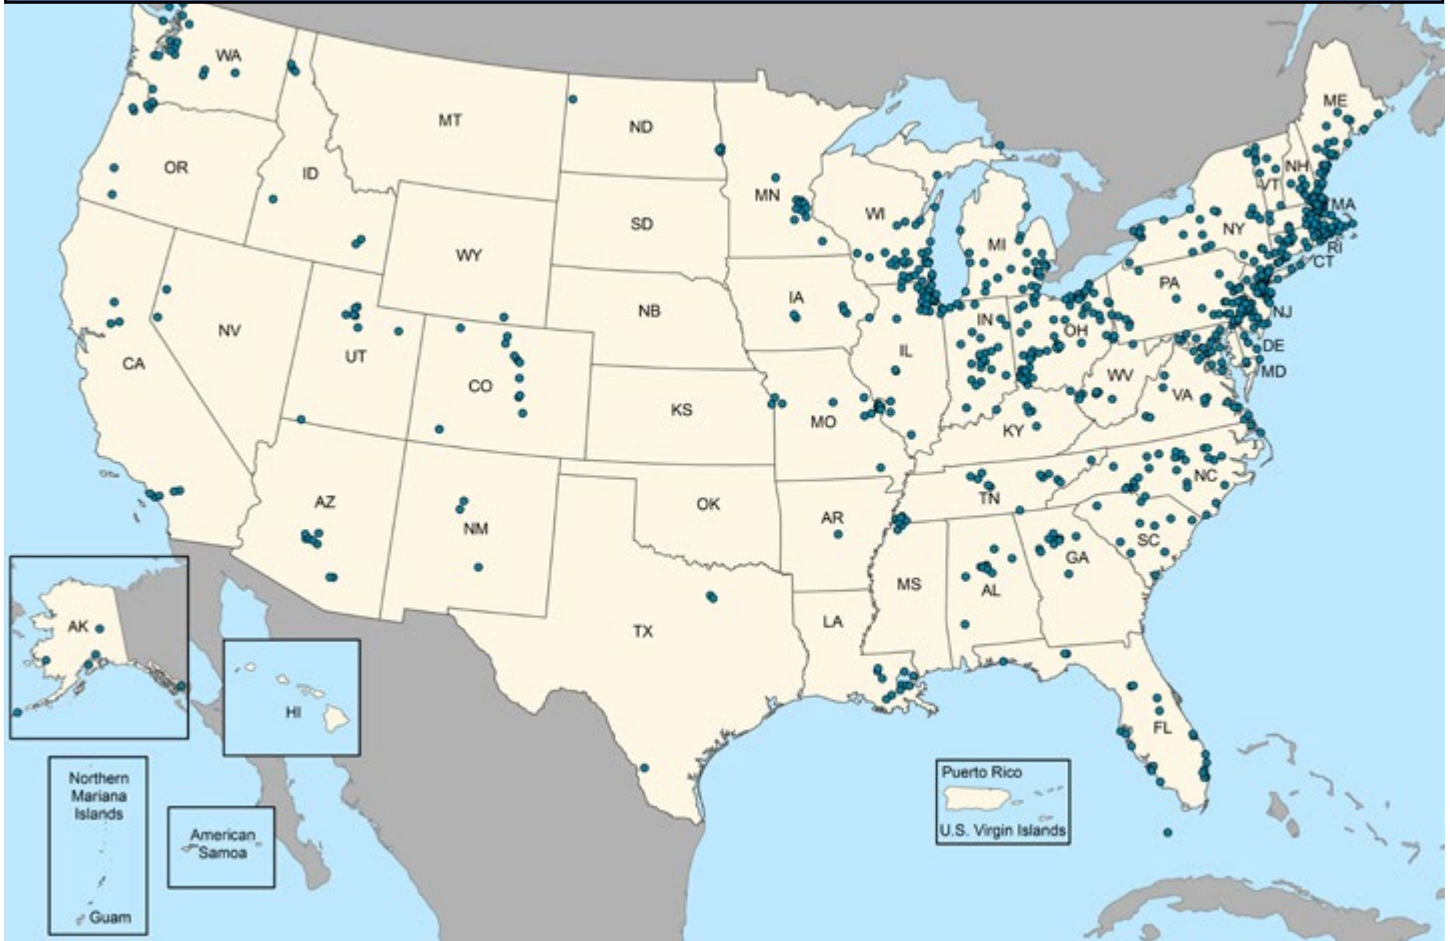 WA
ME
MT
ND
OR
ID
MN
NH
VT
MA
WI
SD
NY
MI
RI
WY
CT
PA
IA
NB
NJ
IN
NV
OH
UT
IL
DE
CA
MD
WV
CO
VA
KS
MO
KY
NC
TN
AZ
OK
NM
AR
SC
GA
MS
AL
LA
AK
TX
HI
FL
Northern
Mariana
Islands
Guam
American
Samoa
Puerto Rico
U.S. Virgin Islands